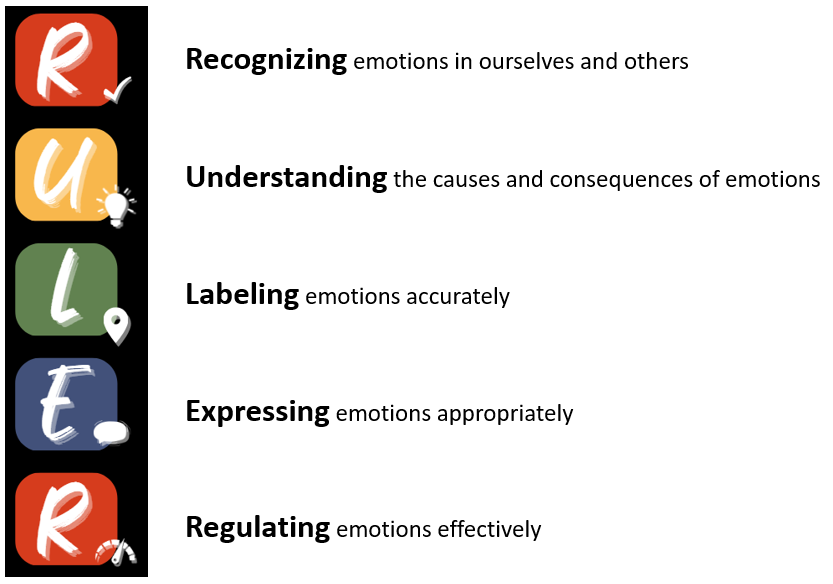 R Recognizing emotions in ourselves and others
U Understanding the causes and consequences of emotions
L Labeling emotions accurately
E Expressing emotions appropriately
R Regulating emotions effectively